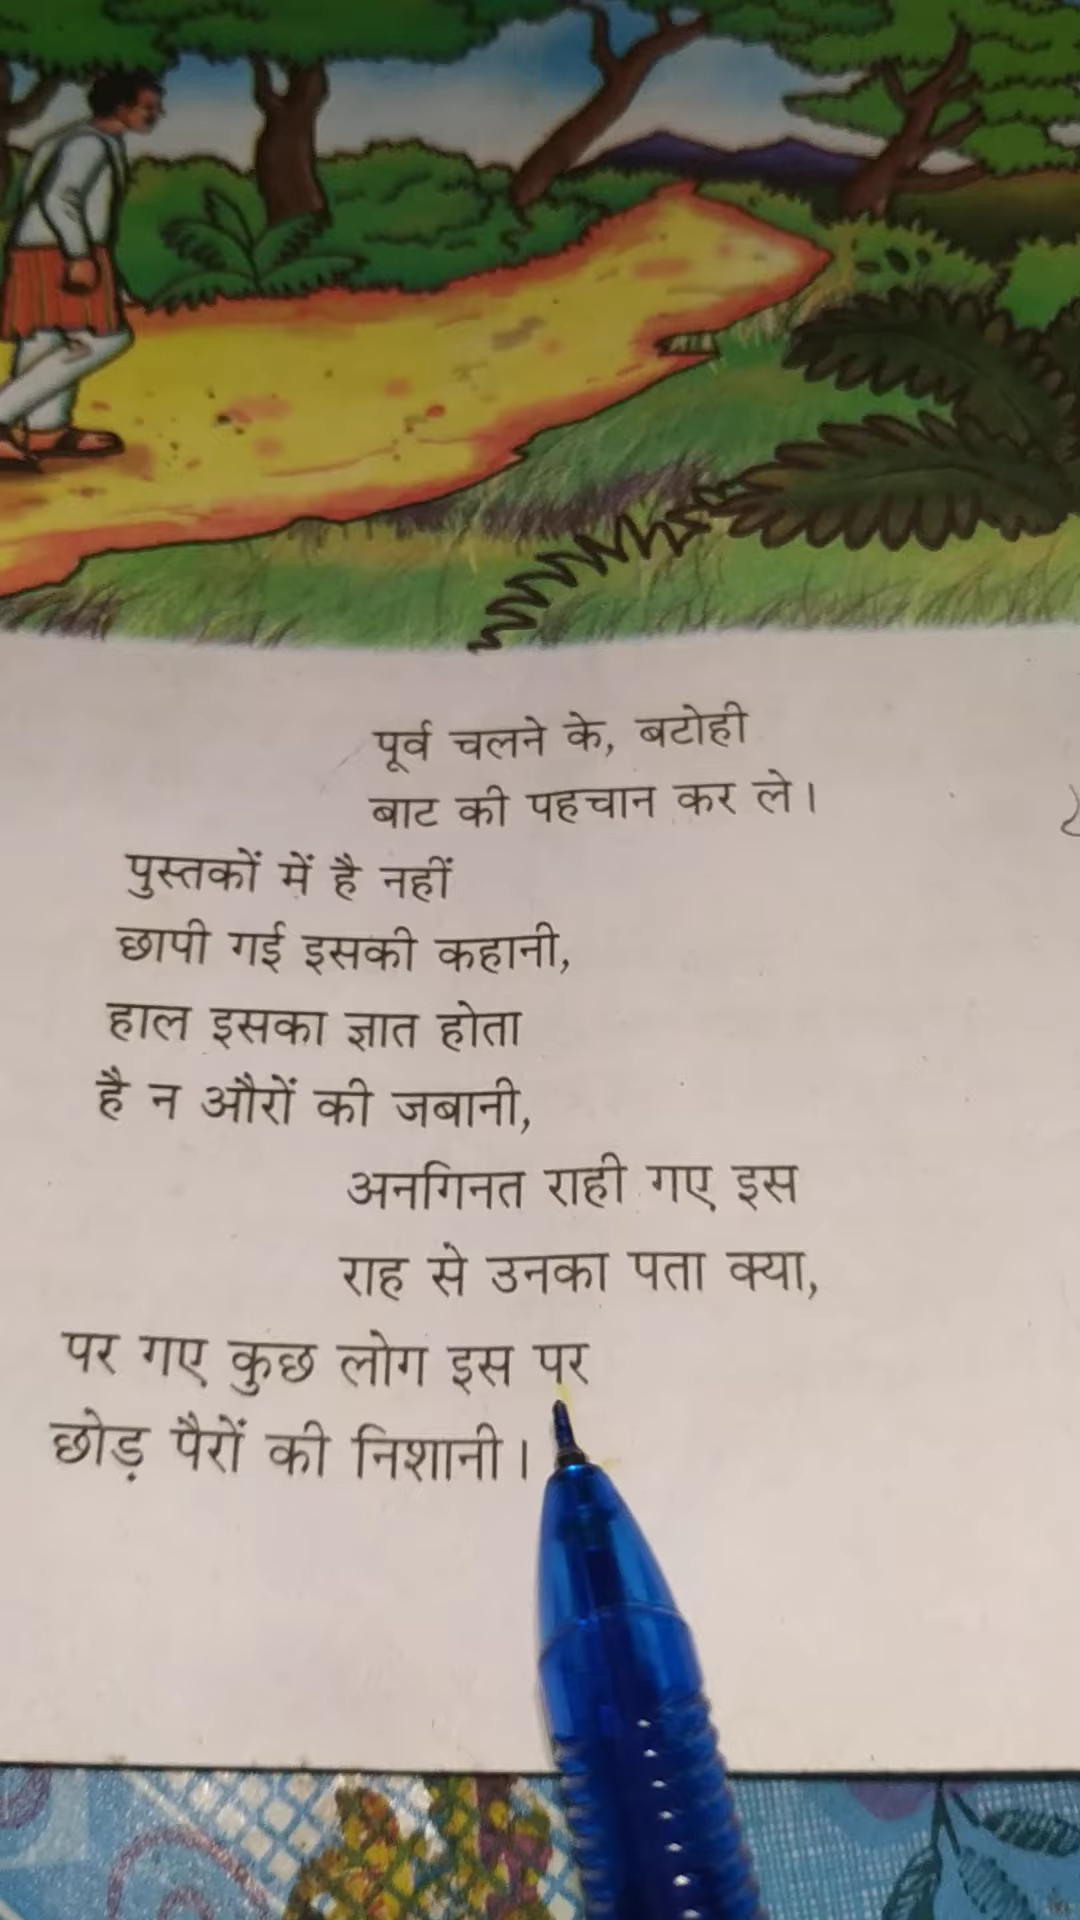 पूर्व चलने के, बटोही
बाट की पहचान कर ले।
पुस्तकों में है नहीं
छापी गई इसकी कहानी,
हाल इसका ज्ञात होता
है न औरों की जबानी,
अनगिनत राही गए इस
राह से उनका पता क्या,
पर गए कुछ लोग इस पर
छोड़ पैरों की निशानी।